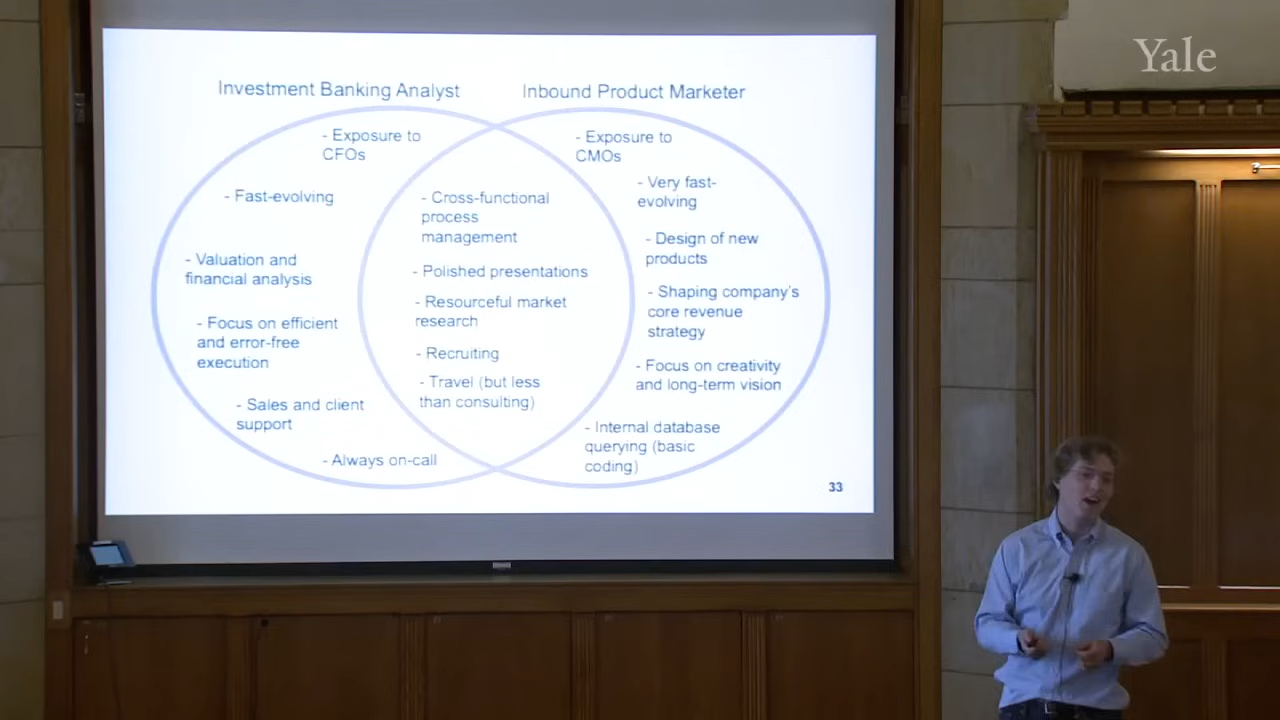 Yale
Investment Banking Analyst
Inbound Product Marketer
- Exposure to
CFOs
- Fast-evolving
- Valuation and
financial analysis
- Focus on efficient
and error-free
execution
- Sales and client
support
- Always on-call
- Cross-functional
process
management
- Polished presentations
- Resourceful market
research
- Recruiting
- Travel (but less
than consulting)
- Exposure to
CMOs
- Very fast-
evolving
- Design of new
products
- Shaping company's
core revenue
strategy
- Focus on creativity
and long-term vision
- Internal database
querying (basic
coding)
33